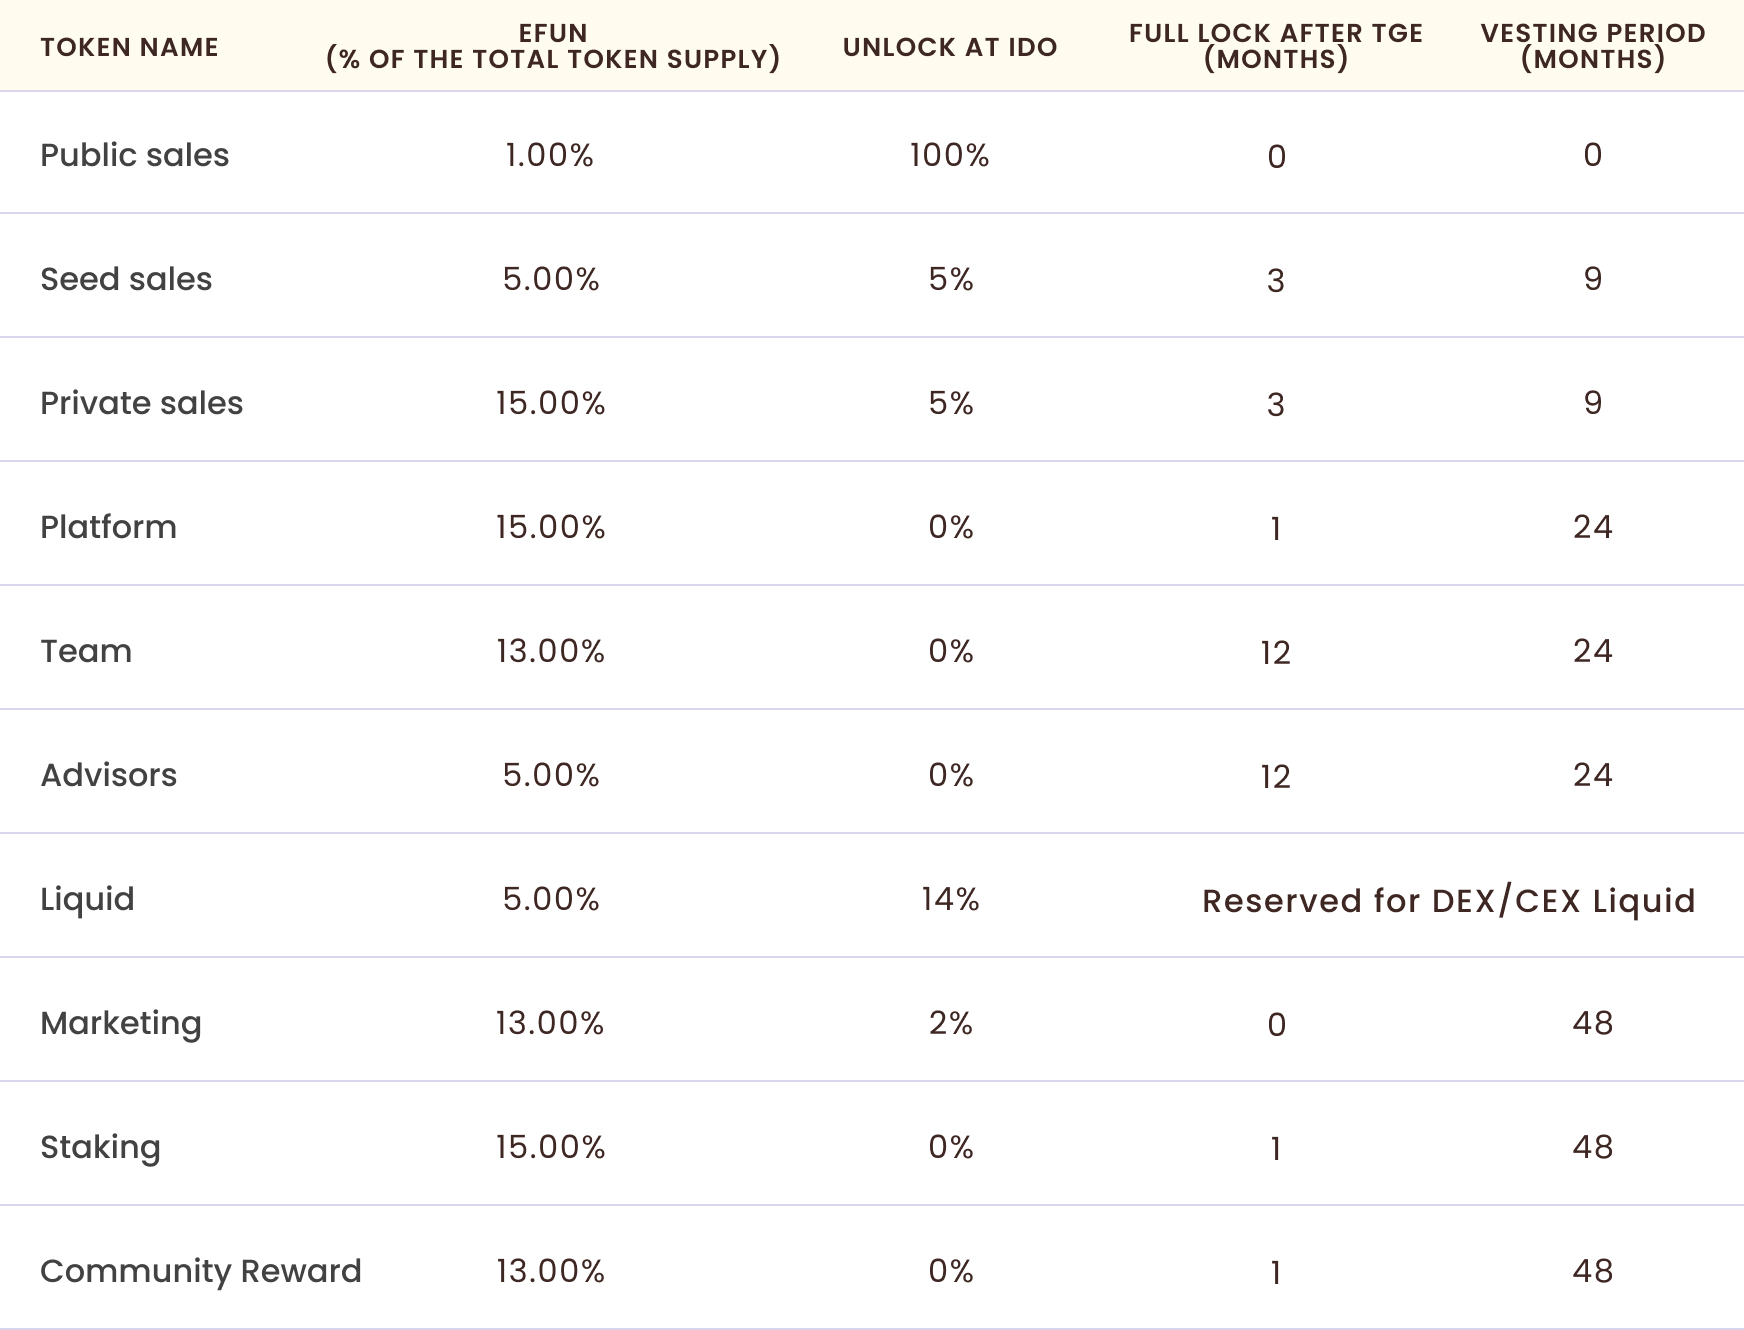 TOKEN NAME EFUN (% OF THE TOTAL TOKEN SUPPLY) UNLOCK AT IDO FULL LOCK AFTER TGE (MONTHS) VESTING PERIOD (MONTHS)
Public sales 1.00% 100% 0 0
Seed sales 5.00% 5% 3 9
Private sales 15.00% 5% 3 9
Platform 15.00% 0% 1 24
Team 13.00% 0% 12 24
Advisors 5.00% 0% 12 24
Liquid 5.00% 14% Reserved for DEX/CEX Liquid
Marketing 13.00% 2% 0 48
Staking 15.00% 0% 1 48
Community Reward 13.00% 0% 1 48